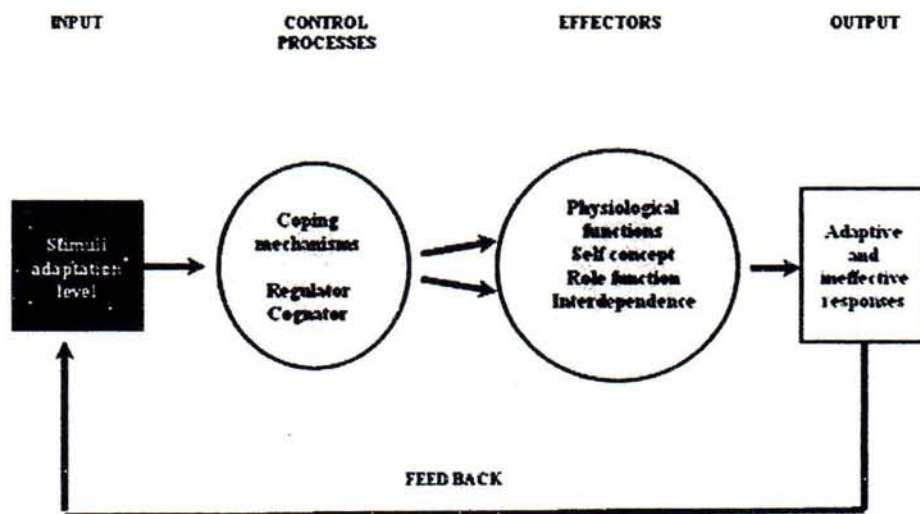 INPUT
CONTROL
PROCESSES
EFFECTORS
OUTPUT
Stimuli
adaptation
level
Coping
mechanisms
Regulator
Cognator
Physiological
functions
Self concept
Role function
Interdependence
Adaptive
and
ineffective
responses
FEED BACK